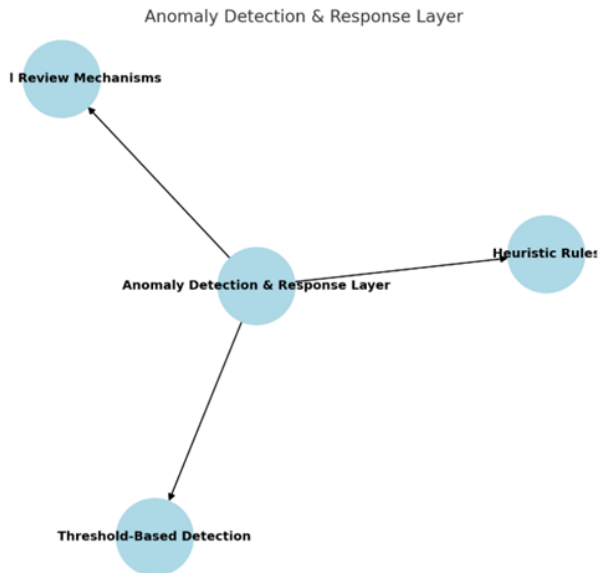 Anomaly Detection & Response Layer
l Review Mechanisms
Heuristic Rules
Anomaly Detection & Response Layer
Threshold-Based Detection